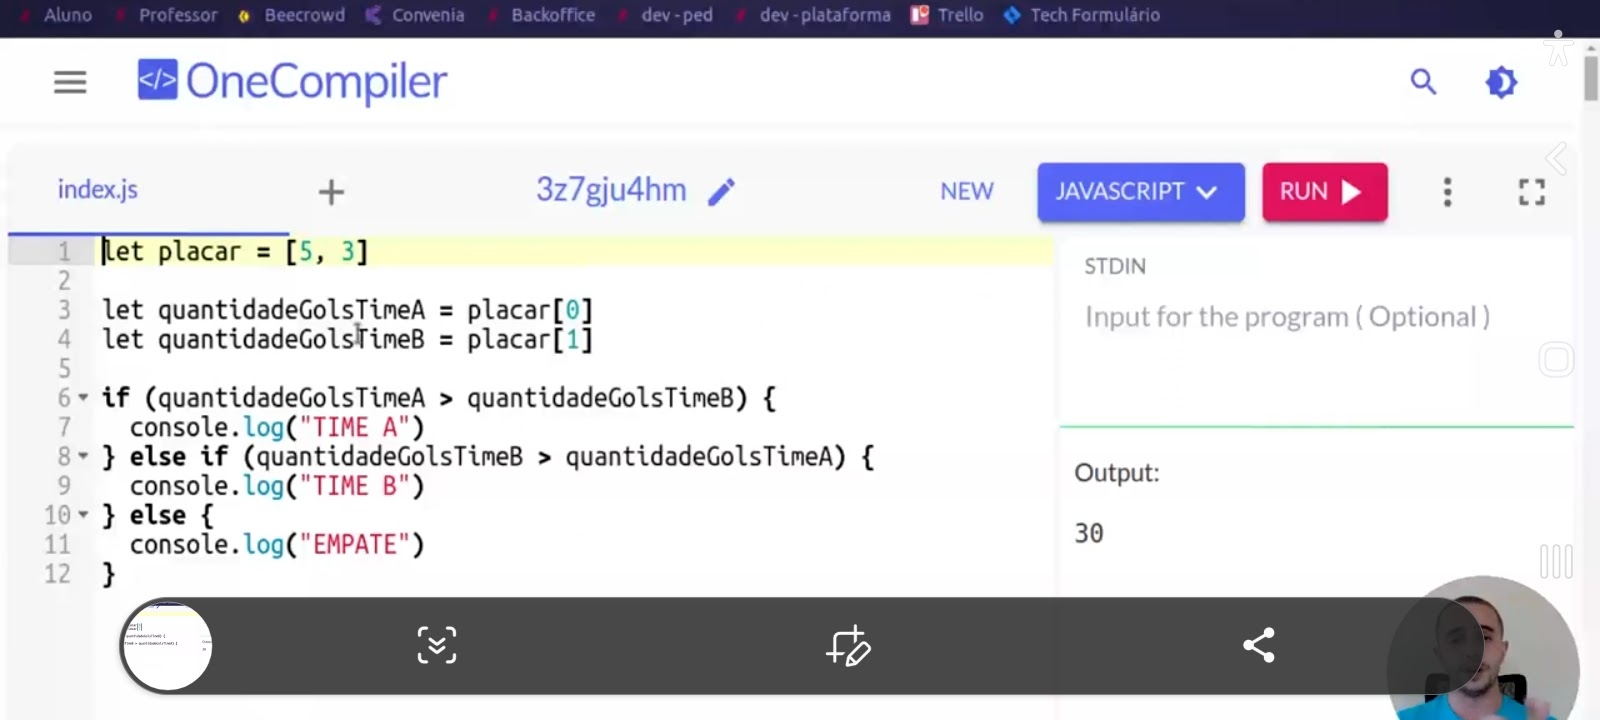 Aluno Professor Beecrowd Convenia Backoffice dev - ped dev - plataforma Trello Tech Formulário
</> OneCompiler
index.js + 3z7gju4hm NEW JAVASCRIPT RUN
1 let placar = [5, 3]
2
3 let quantidadeGolsTimeA = placar[0]
4 let quantidadeGolsTimeB = placar[1]
5
6 if (quantidadeGolsTimeA > quantidadeGolsTimeB) {
7 console.log("TIME A")
8 } else if (quantidadeGolsTimeB > quantidadeGolsTimeA) {
9 console.log("TIME B")
10 } else {
11 console.log("EMPATE")
12 }
STDIN
Input for the program ( Optional )
Output:
30